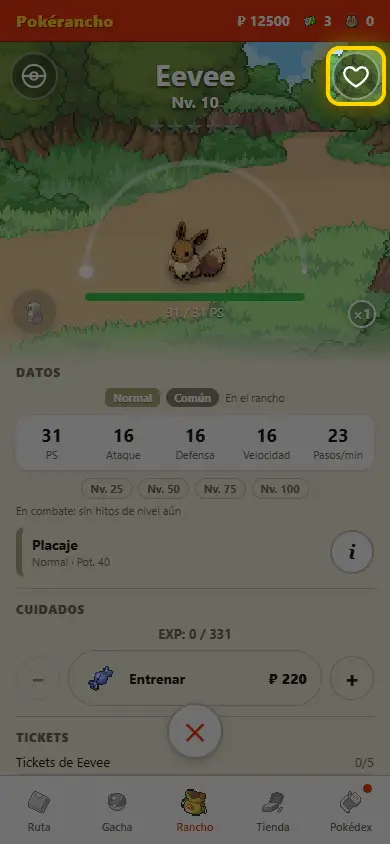 Pokérancho ₽ 12500 3 0
Eevee
Nv. 10
31 / 31 PS
×1
DATOS
Normal Común En el rancho
31 16 16 16 23
PS Ataque Defensa Velocidad Pasos/min
Nv. 25 Nv. 50 Nv. 75 Nv. 100
En combate: sin hitos de nivel aún
Placaje
Normal · Pot. 40
i
CUIDADOS
EXP: 0 / 331
− Entrenar ₽ 220 +
TICKETS
Tickets de Eevee 0/5
Ruta Gacha Rancho Tienda Pokédex